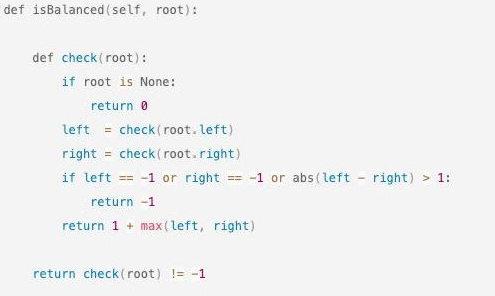 def isBalanced(self, root):
    def check(root):
        if root is None:
            return 0
        left  = check(root.left)
        right = check(root.right)
        if left == -1 or right == -1 or abs(left - right) > 1:
            return -1
        return 1 + max(left, right)
    return check(root) != -1